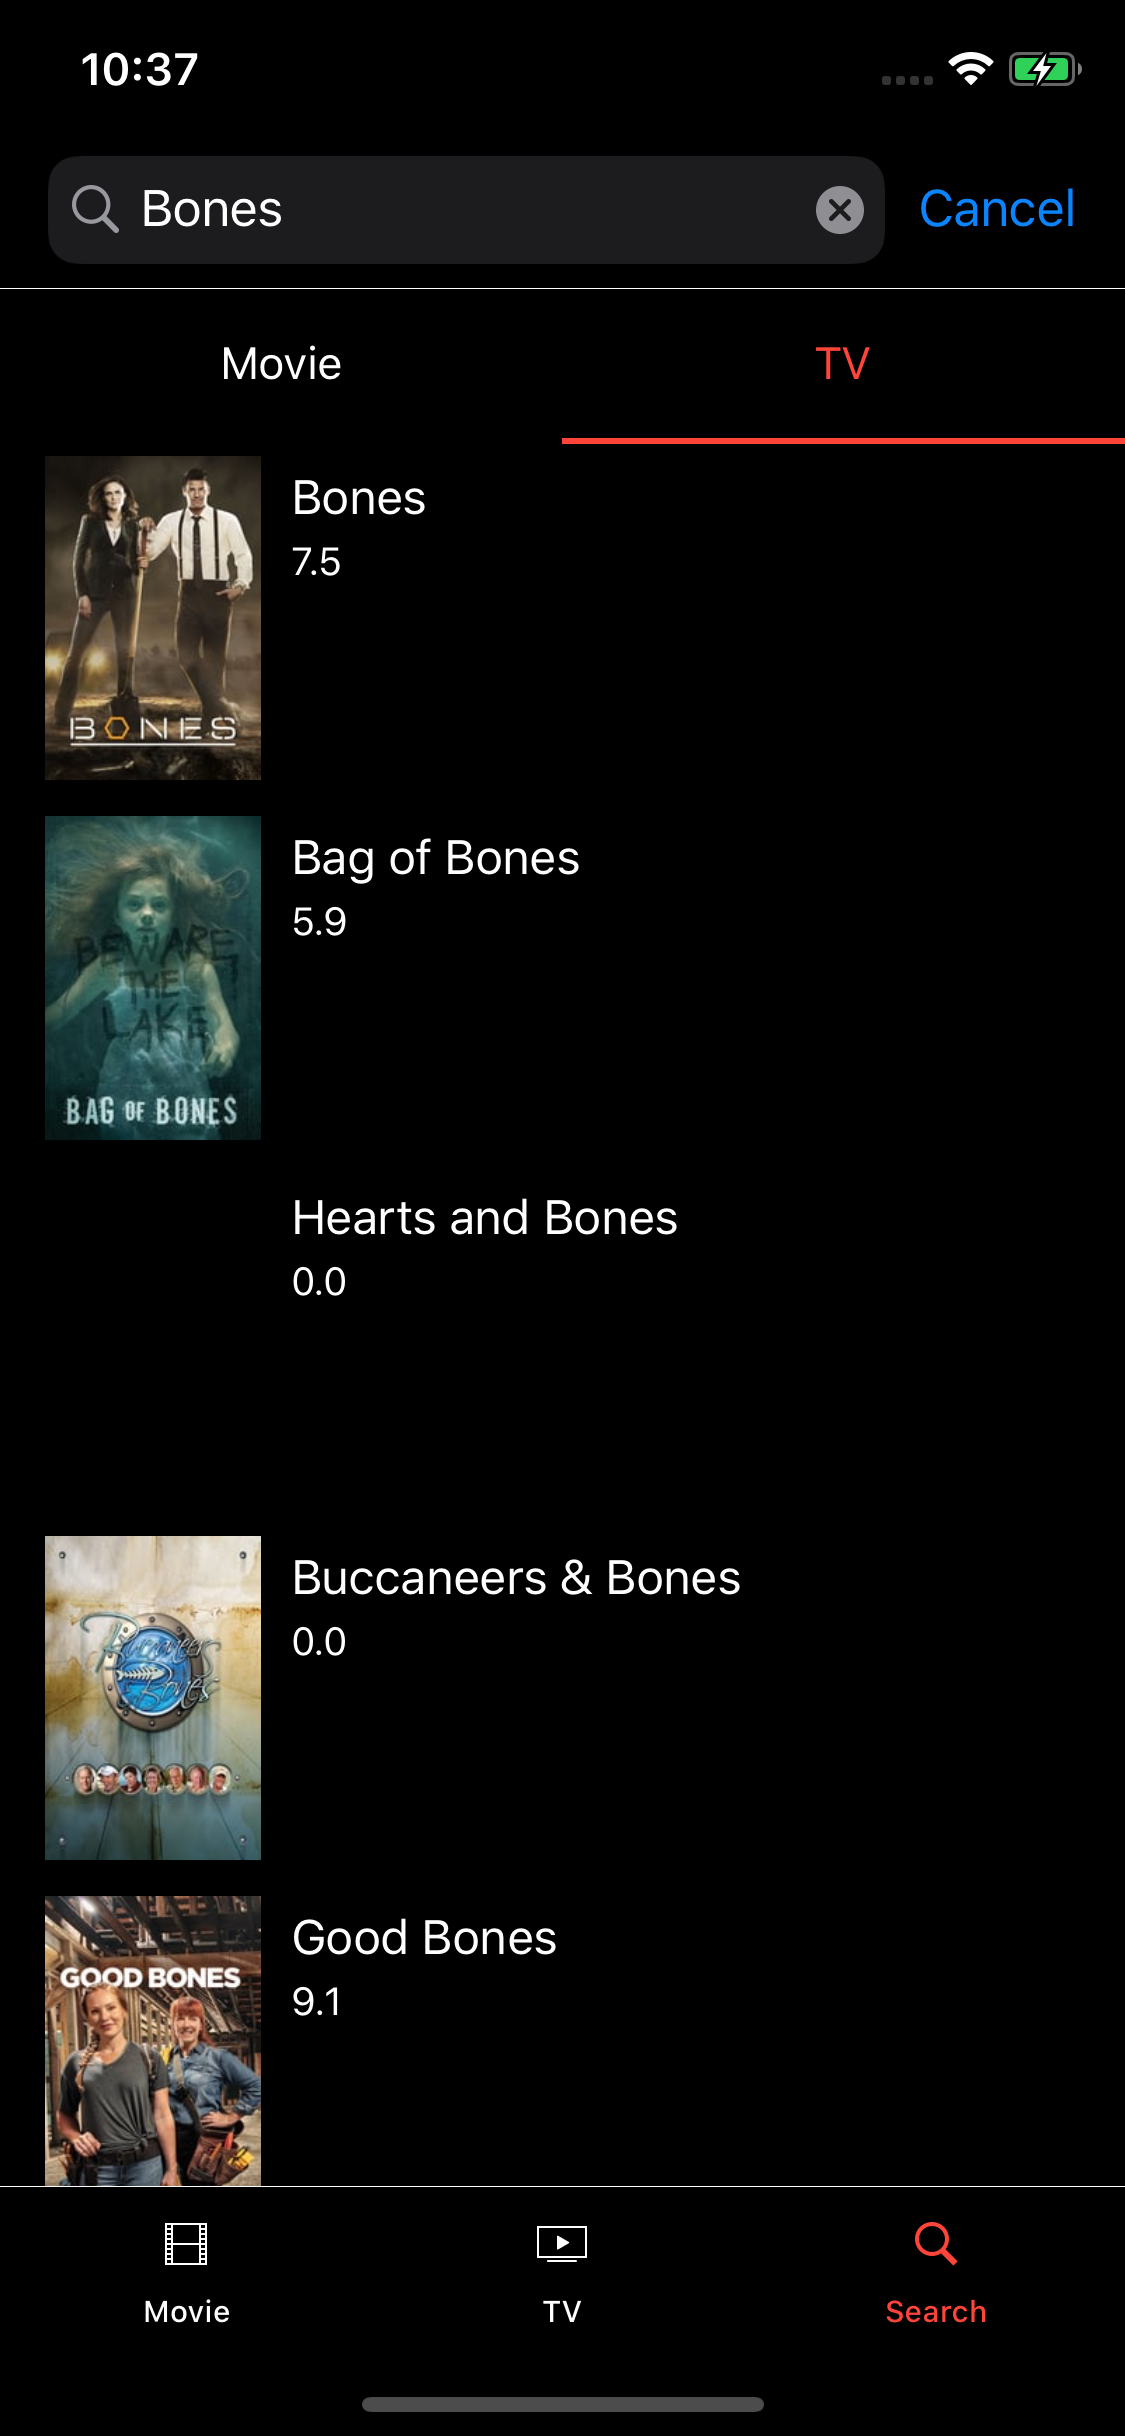 10:37
Bones
Cancel
Movie
TV
Bones
7.5
BONES
Bag of Bones
5.9
BEWARE
THE
LAKE
BAG OF BONES
Hearts and Bones
0.0
Buccaneers & Bones
0.0
Buccaneers
Bones
Good Bones
9.1
GOOD BONES
Movie
TV
Search